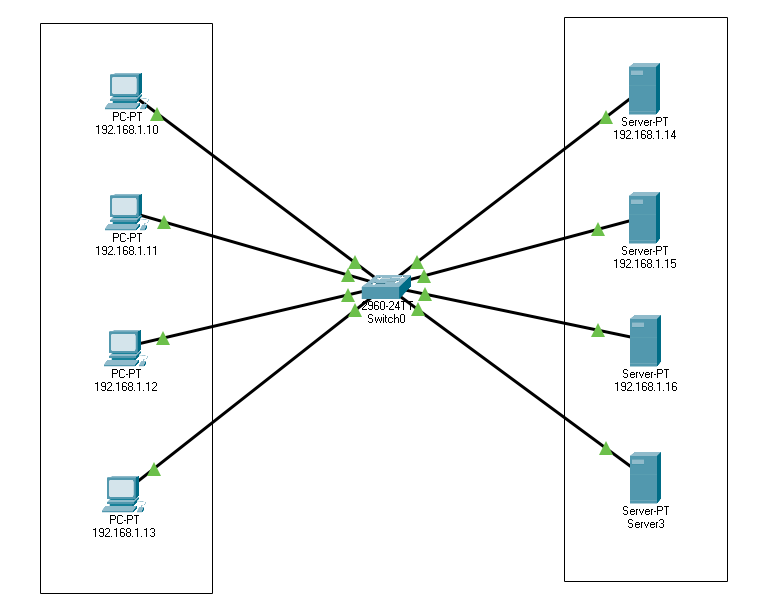 PC-PT
192.168.1.10
PC-PT
192.168.1.11
PC-PT
192.168.1.12
PC-PT
192.168.1.13
2960-24TT
Switch0
Server-PT
192.168.1.14
Server-PT
192.168.1.15
Server-PT
192.168.1.16
Server-PT
Server3